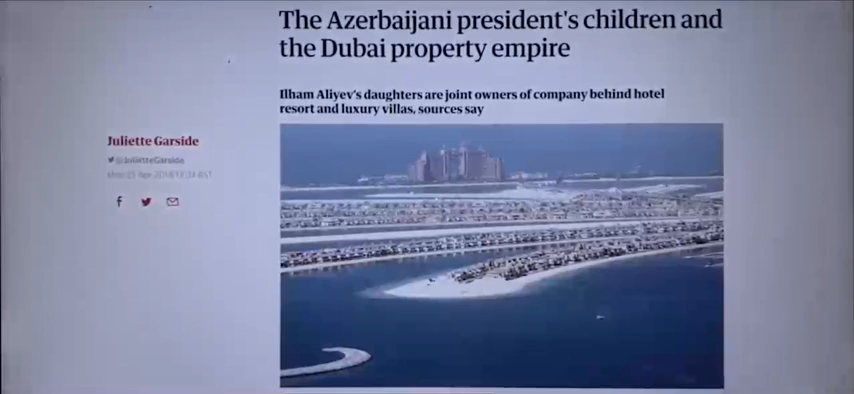 The Azerbaijani president's children and
the Dubai property empire
Ilham Aliyev's daughters are joint owners of company behind hotel
resort and luxury villas, sources say
Juliette Garside
@JulietteGarside